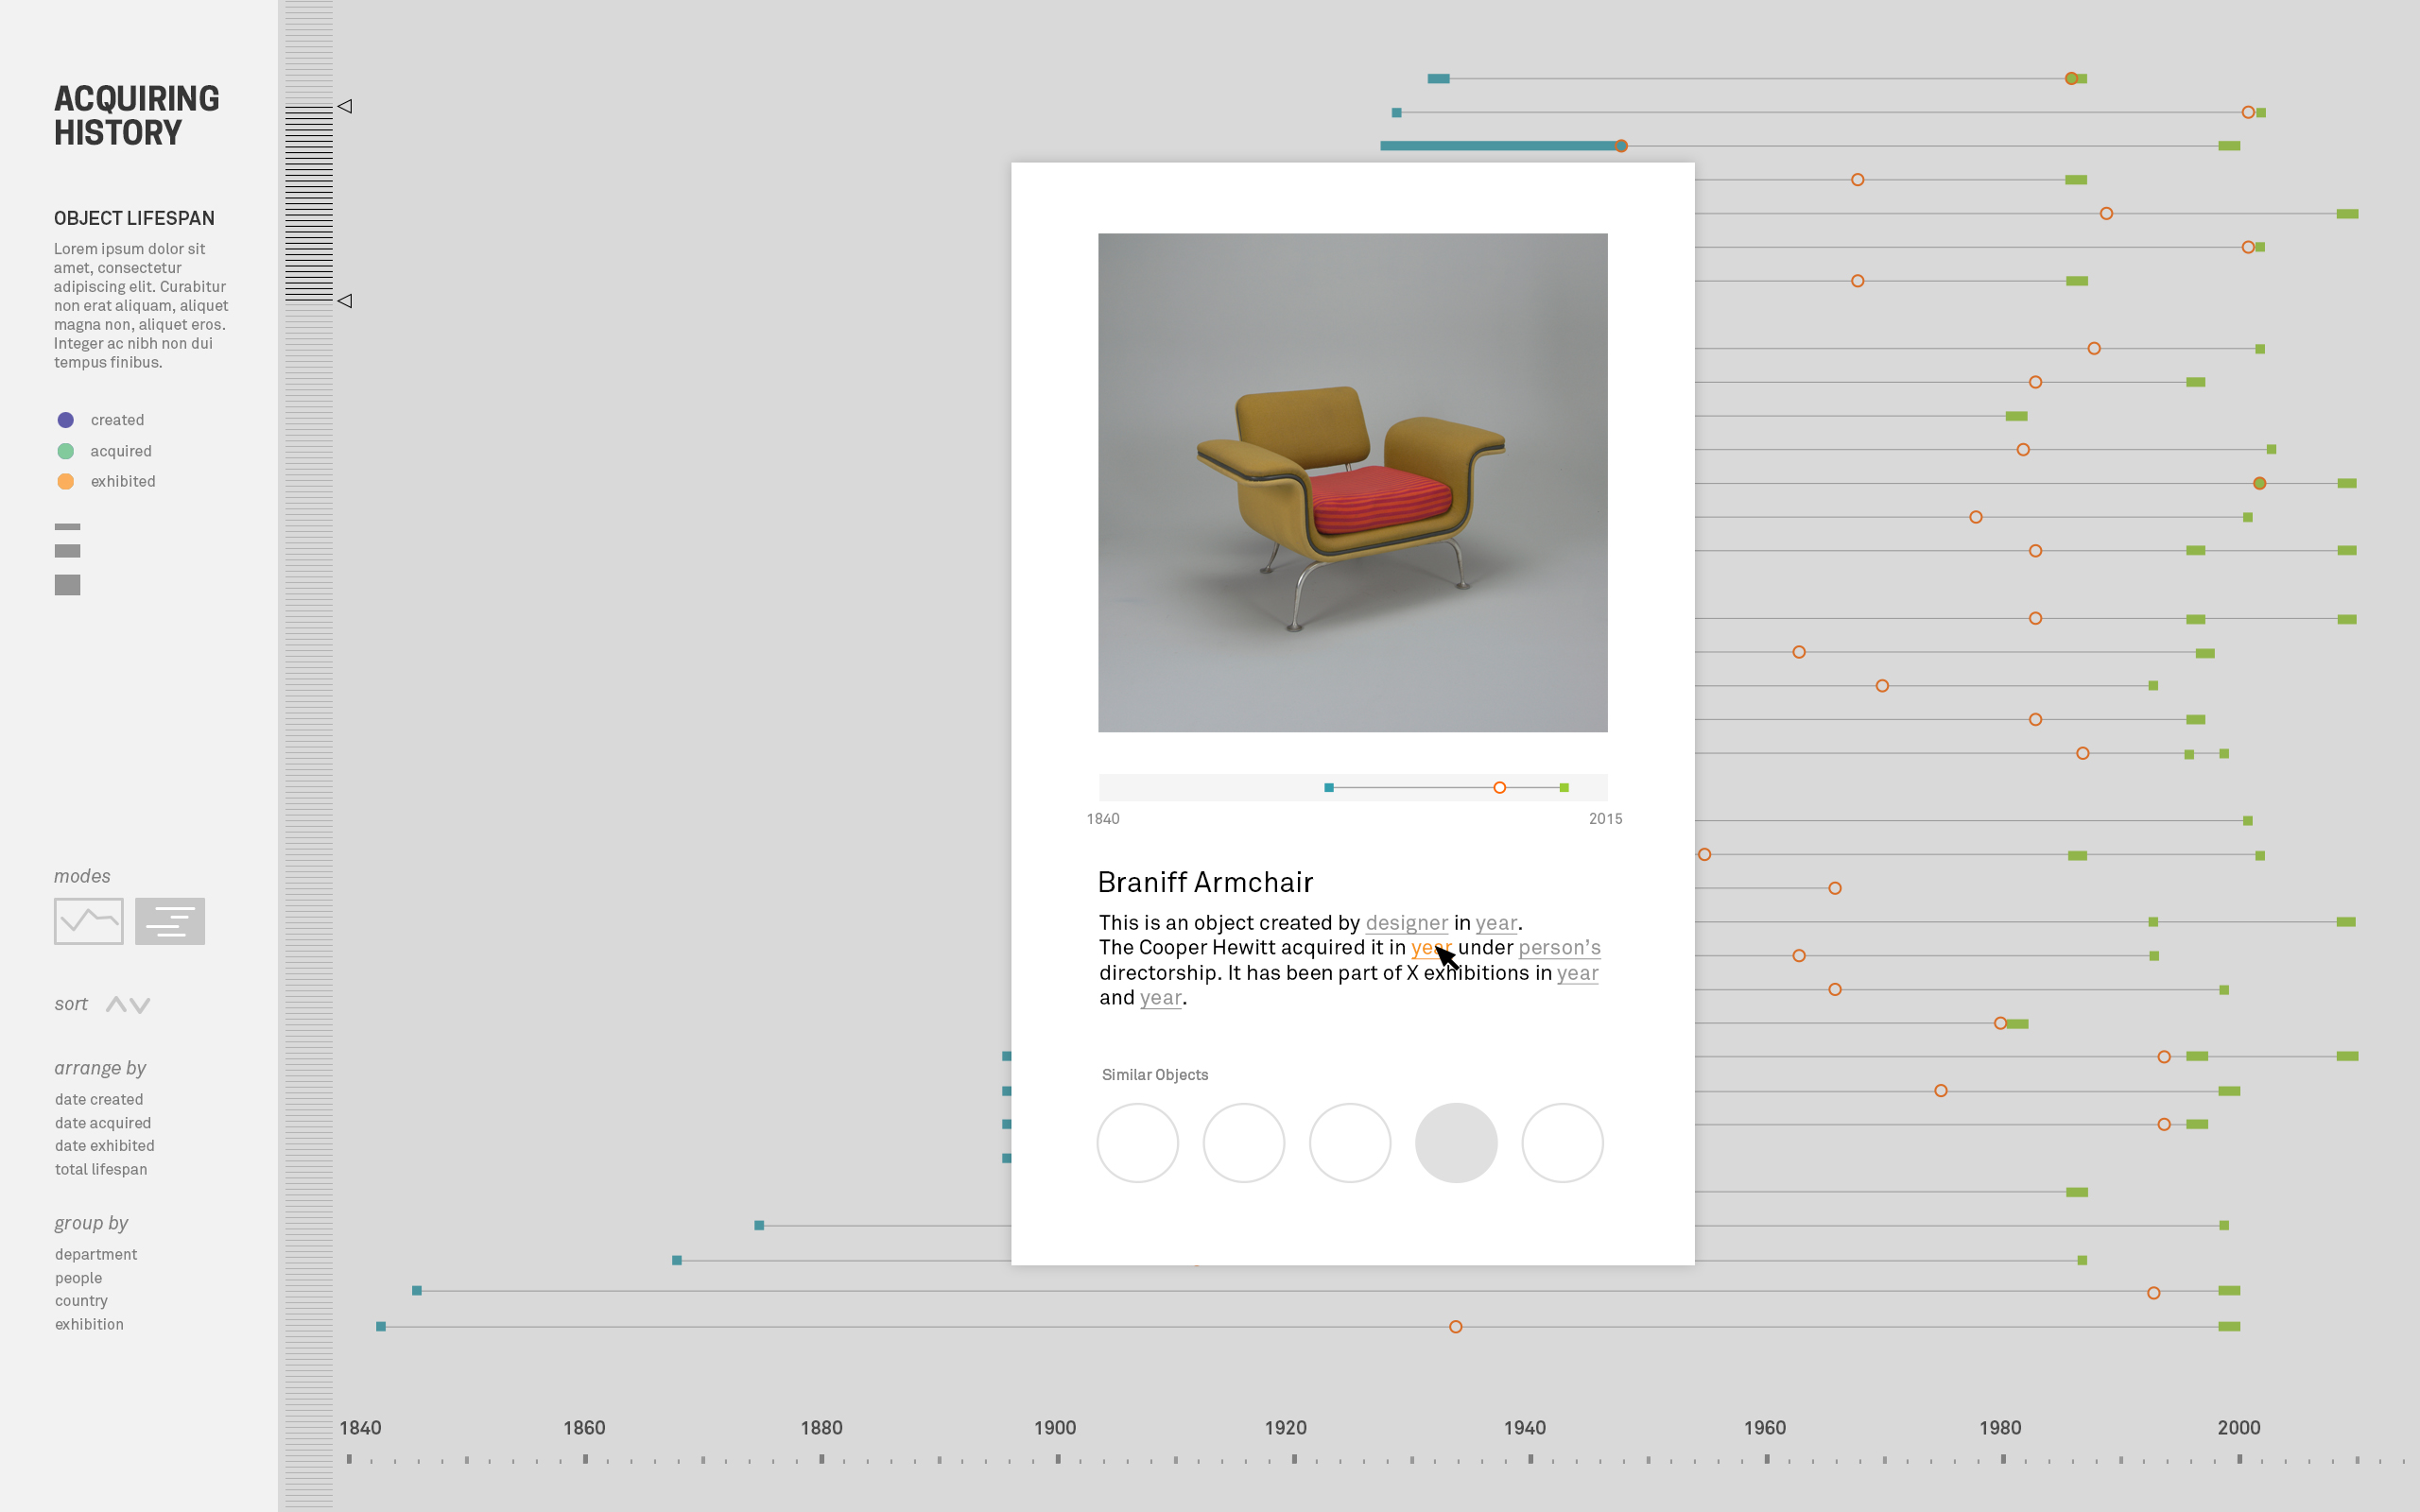 ACQUIRING
HISTORY
OBJECT LIFESPAN
Lorem ipsum dolor sit
amet, consectetur
adipiscing elit. Curabitur
non erat aliquam, aliquet
magna non, aliquet eros.
Integer ac nibh non dui
tempus finibus.
created
acquired
exhibited
modes
sort
arrange by
date created
date acquired
date exhibited
total lifespan
group by
department
people
country
exhibition
1840 2015
Braniff Armchair
This is an object created by designer in year.
The Cooper Hewitt acquired it in year under person's
directorship. It has been part of X exhibitions in year
and year.
Similar Objects
1840 1860 1880 1900 1920 1940 1960 1980 2000